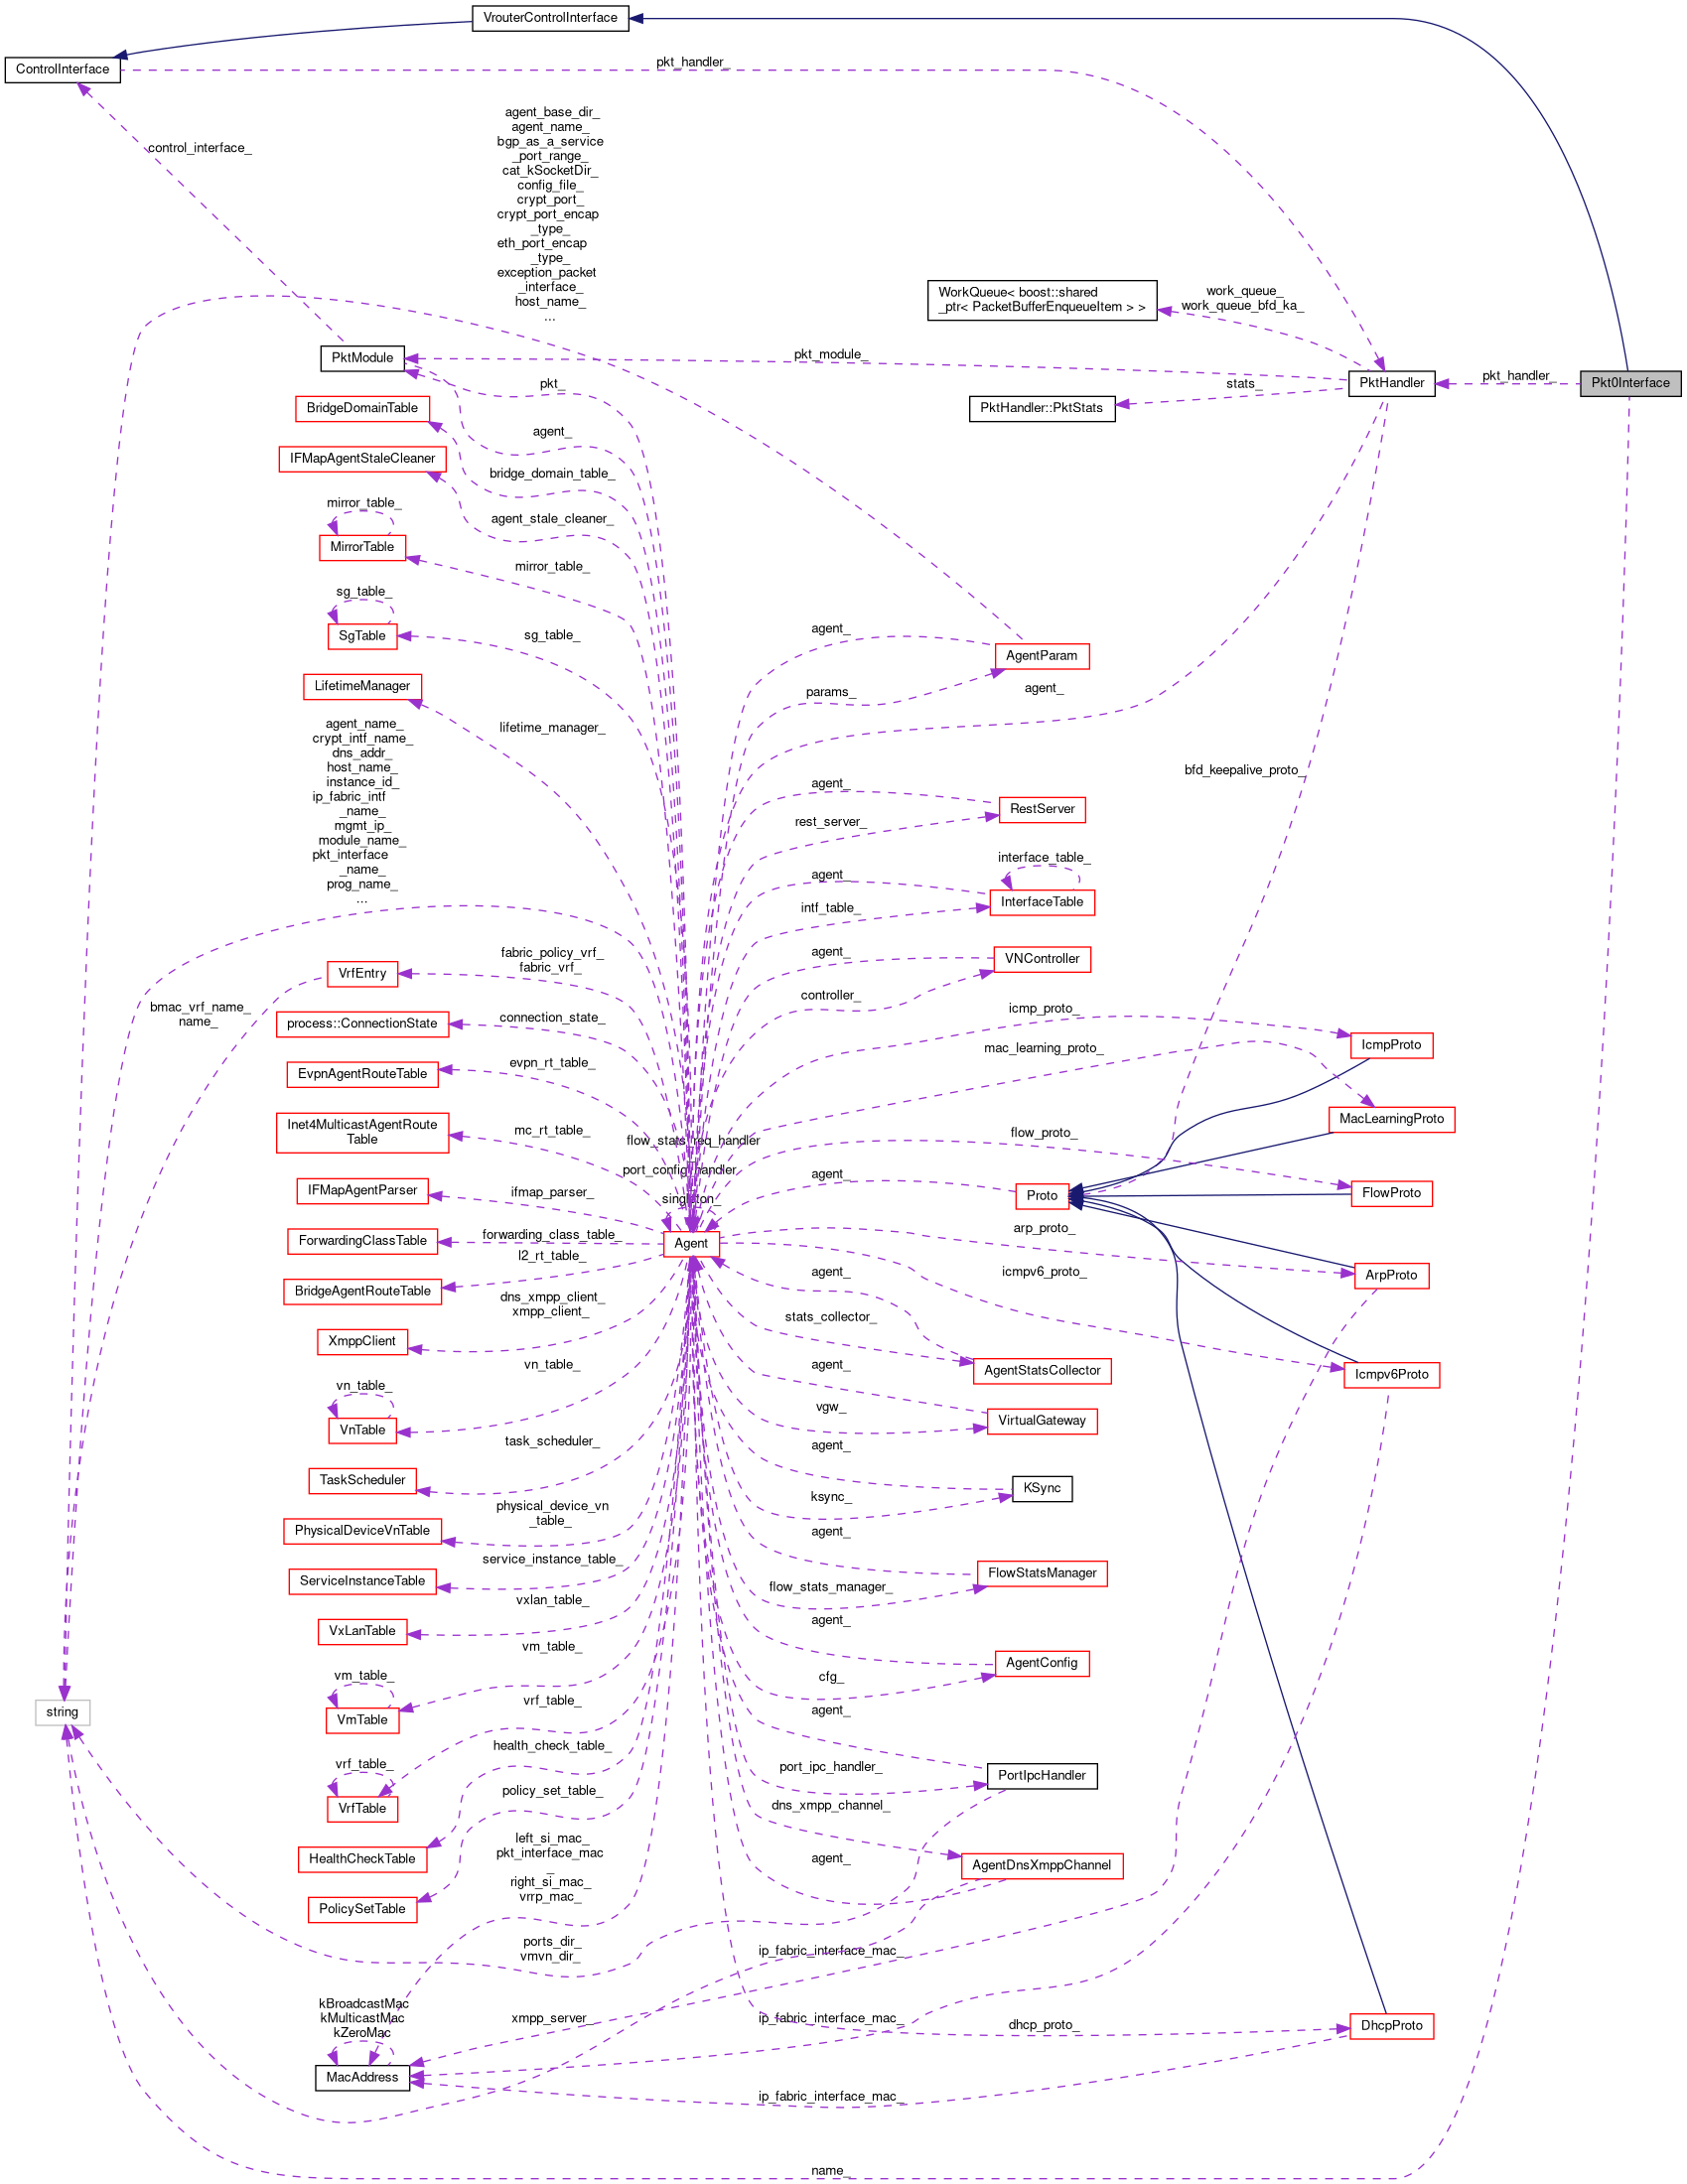 VrouterControlInterface
ControlInterface
pkt_handler_
control_interface_
agent_base_dir_
agent_name_
bgp_as_a_service
_port_range_
cat_kSocketDir_
config_file_
crypt_port_
crypt_port_encap
_type_
eth_port_encap
_type_
exception_packet
_interface_
host_name_
...
WorkQueue< boost::shared
_ptr< PacketBufferEnqueueItem > >
work_queue_
work_queue_bfd_ka_
PktModule
pkt_module_
PktHandler
pkt_handler_
Pkt0Interface
pkt_
stats_
PktHandler::PktStats
BridgeDomainTable
agent_
IFMapAgentStaleCleaner
bridge_domain_table_
mirror_table_
agent_stale_cleaner_
MirrorTable
mirror_table_
sg_table_
SgTable
sg_table_
agent_
AgentParam
LifetimeManager
params_
agent_
lifetime_manager_
agent_name_
crypt_intf_name_
dns_addr_
host_name_
instance_id_
ip_fabric_intf
_name_
mgmt_ip_
module_name_
pkt_interface
_name_
prog_name_
...
bfd_keepalive_proto_
agent_
RestServer
rest_server_
interface_table_
agent_
InterfaceTable
intf_table_
fabric_policy_vrf_
fabric_vrf_
VrfEntry
agent_
VNController
controller_
bmac_vrf_name_
name_
process::ConnectionState
connection_state_
icmp_proto_
IcmpProto
EvpnAgentRouteTable
evpn_rt_table_
mac_learning_proto_
Inet4MulticastAgentRoute
Table
mc_rt_table_
MacLearningProto
flow_stats_req_handler
port_config_handler
singleton_
flow_proto_
IFMapAgentParser
ifmap_parser_
agent_
Proto
FlowProto
ForwardingClassTable
forwarding_class_table_
Agent
arp_proto_
l2_rt_table_
BridgeAgentRouteTable
agent_
icmpv6_proto_
ArpProto
dns_xmpp_client_
xmpp_client_
XmppClient
stats_collector_
AgentStatsCollector
vn_table_
agent_
Icmpv6Proto
vn_table_
VnTable
vgw_
VirtualGateway
task_scheduler_
agent_
TaskScheduler
KSync
ksync_
physical_device_vn
_table_
PhysicalDeviceVnTable
agent_
service_instance_table_
ServiceInstanceTable
FlowStatsManager
flow_stats_manager_
vxlan_table_
VxLanTable
agent_
vm_table_
AgentConfig
vm_table_
cfg_
string
VmTable
vrf_table_
agent_
health_check_table_
vrf_table_
port_ipc_handler_
PortIpcHandler
VrfTable
policy_set_table_
dns_xmpp_channel_
HealthCheckTable
left_si_mac_
pkt_interface_mac
_
right_si_mac_
vrrp_mac_
agent_
AgentDnsXmppChannel
PolicySetTable
ports_dir_
vmvn_dir_
ip_fabric_interface_mac_
kBroadcastMac
kMulticastMac
kZeroMac
xmpp_server_
ip_fabric_interface_mac_
dhcp_proto_
DhcpProto
MacAddress
ip_fabric_interface_mac_
name_